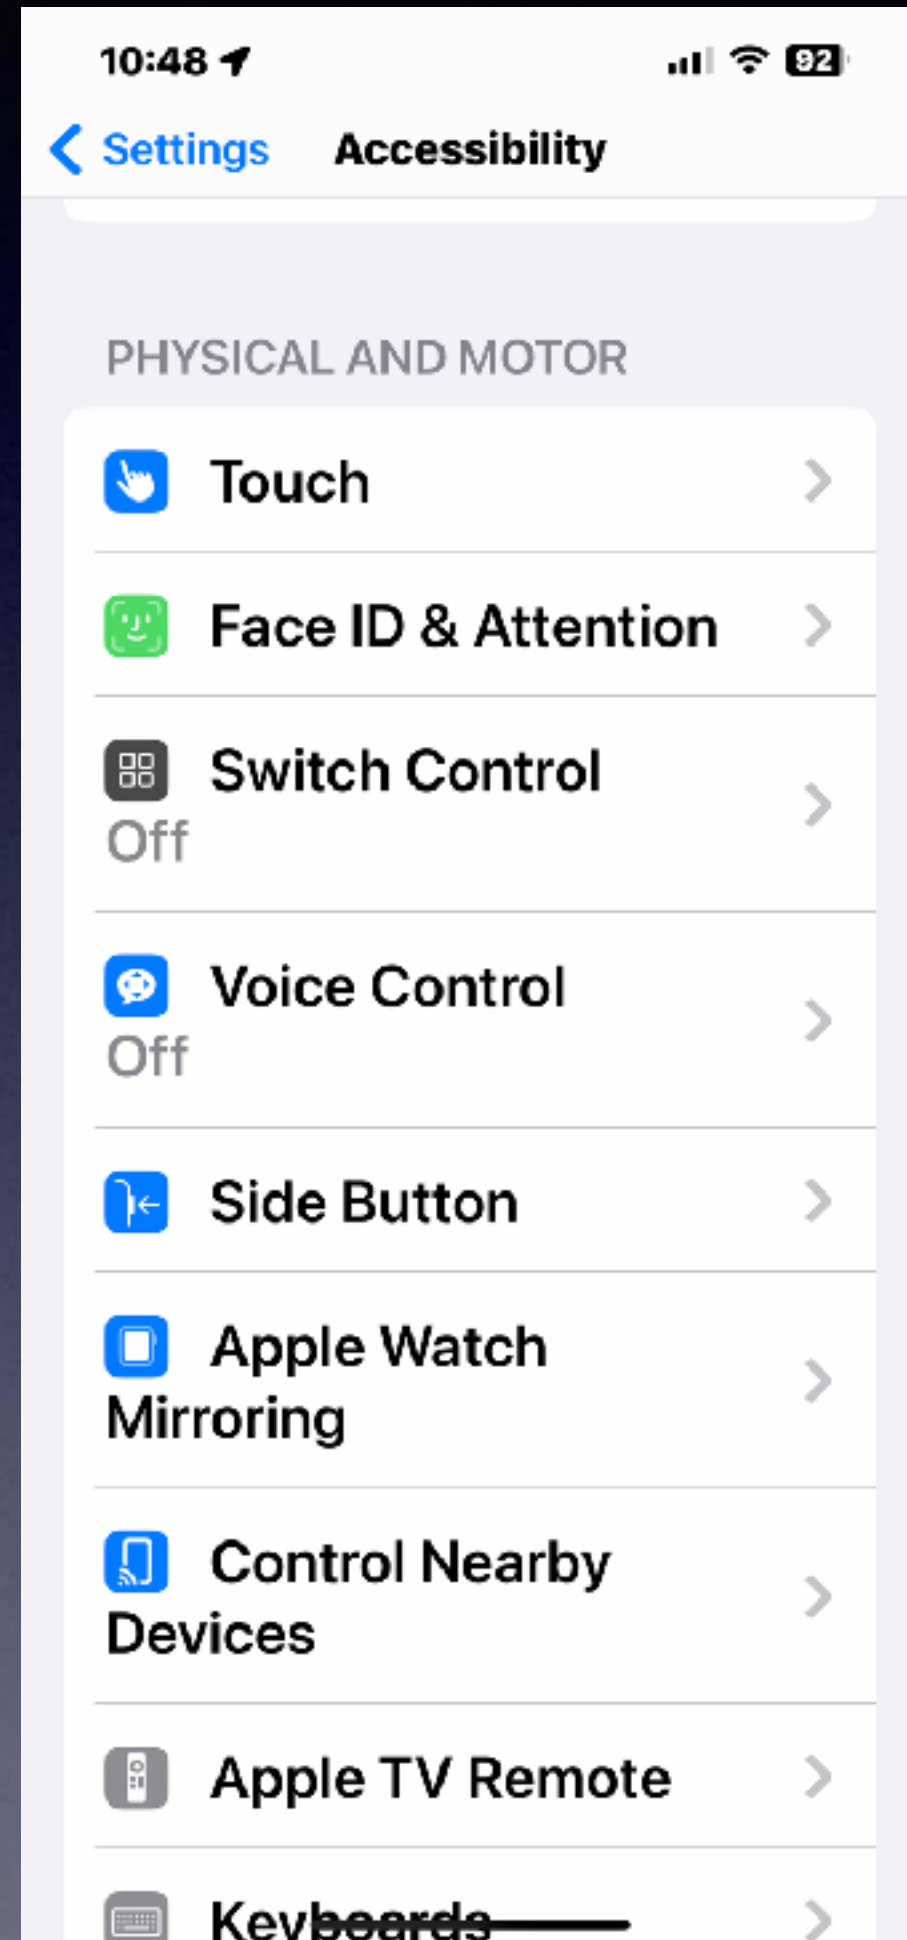 10:48
92
Settings Accessibility
PHYSICAL AND MOTOR
Touch
Face ID & Attention
Switch Control
Off
Voice Control
Off
Side Button
Apple Watch
Mirroring
Control Nearby
Devices
Apple TV Remote
Keyboards